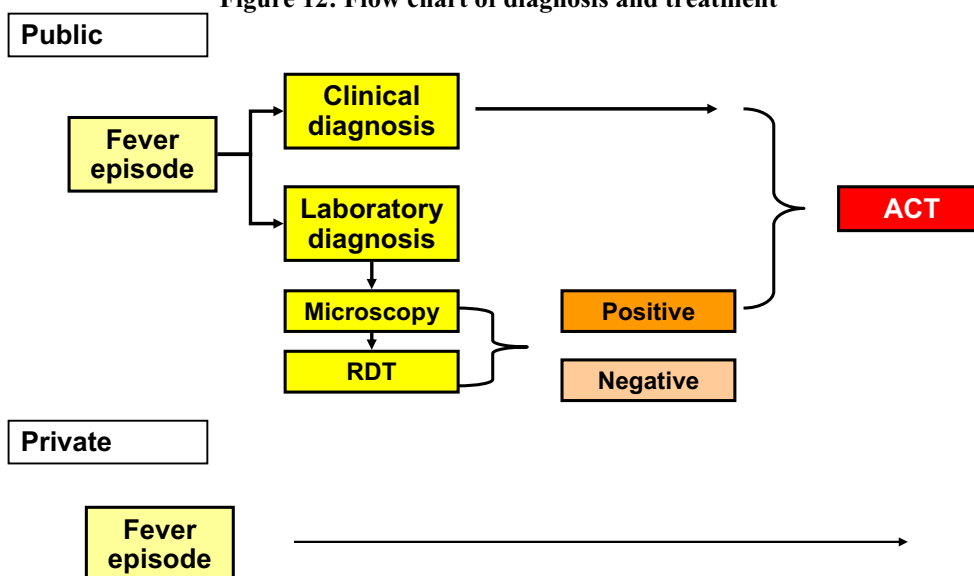 Figure 12: Flow chart of diagnosis and treatment
Public
Clinical
diagnosis
Fever
episode
Laboratory
diagnosis
ACT
Microscopy
Positive
RDT
Negative
Private
Fever
episode